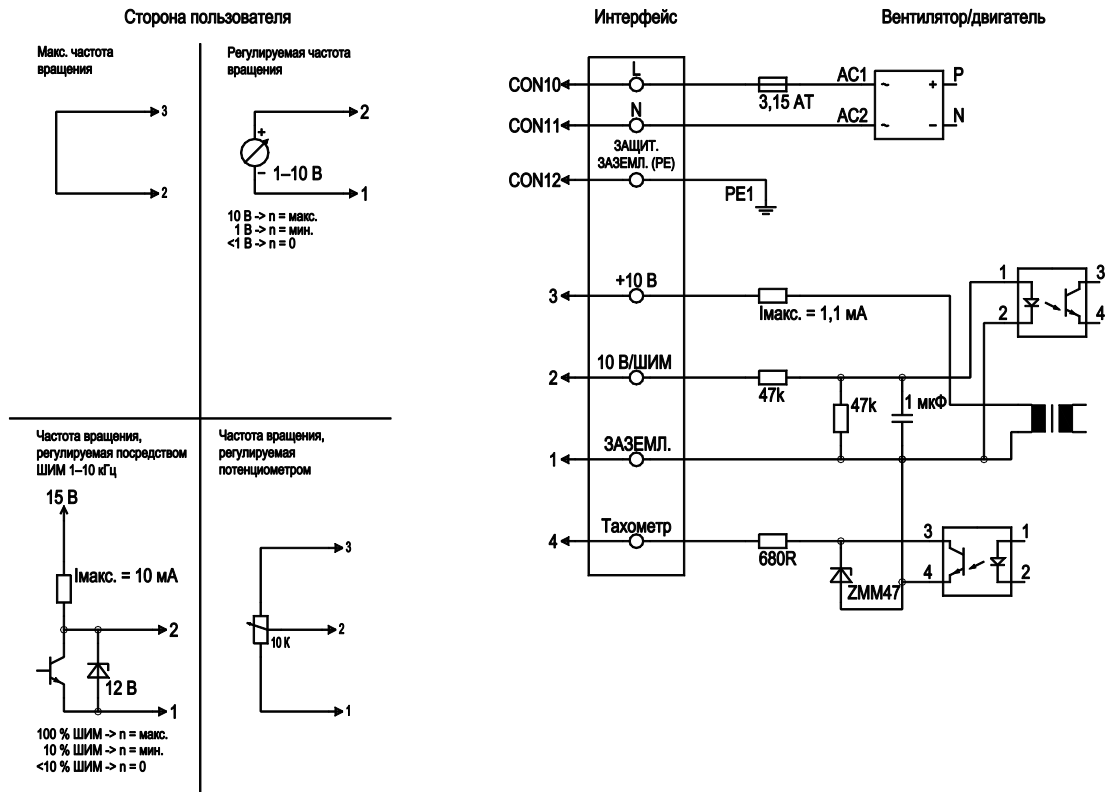 Сторона пользователя
Интерфейс
Вентилятор/двигатель
Макс. частота
вращения
3
2
Регулируемая частота
вращения
2
+
–
1–10 В
1
10 В -> n = макс.
1 В -> n = мин.
<1 В -> n = 0
Частота вращения,
регулируемая посредством
ШИМ 1–10 кГц
15 В
Iмакс. = 10 мА
2
12 В
1
100 % ШИМ -> n = макс.
10 % ШИМ -> n = мин.
<10 % ШИМ -> n = 0
Частота вращения,
регулируемая
потенциометром
3
2
10 K
1
CON10
L
3,15 AT
AC1
~
+
P
CON11
N
AC2
~
–
N
ЗАЩИТ.
ЗАЗЕМЛ. (PE)
CON12
PE1
3
+10 В
Iмакс. = 1,1 мА
1
3
2
4
2
10 В/ШИМ
47k
47k
1 мкФ
1
ЗАЗЕМЛ.
4
Тахометр
680R
ZMM47
3
1
4
2